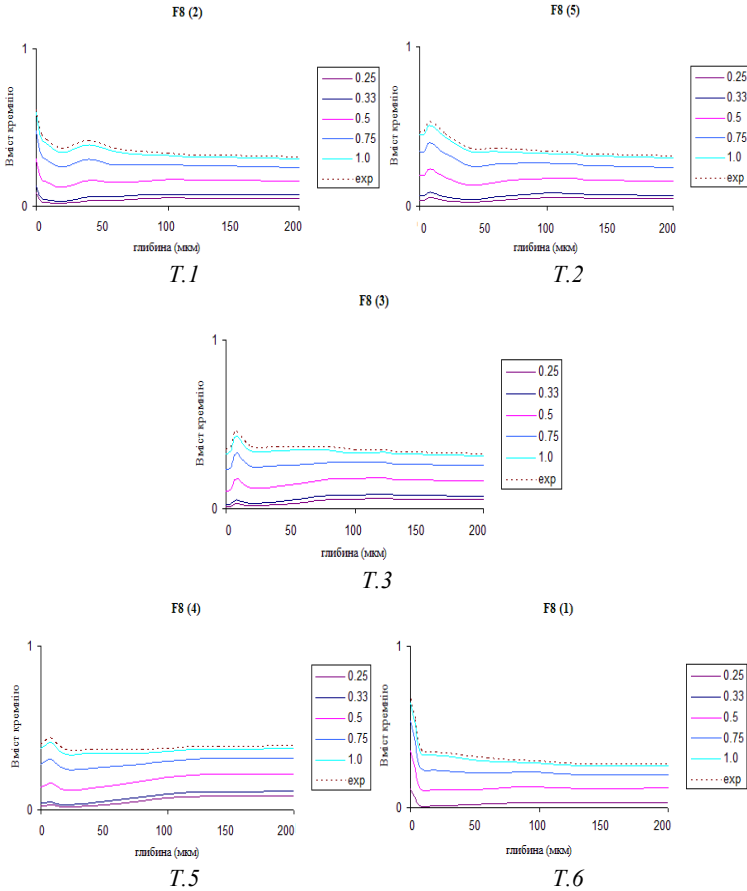 F8 (2)
1
Вміст кремнію
0
0
50
100
150
200
глибина (мкм)
0.25
0.33
0.5
0.75
1.0
exp
Т.1
F8 (5)
1
Вміст кремнію
0
0
50
100
150
200
глибина (мкм)
0.25
0.33
0.5
0.75
1.0
exp
Т.2
F8 (3)
1
Вміст кремнію
0
0
50
100
150
200
глибина (мкм)
0.25
0.33
0.5
0.75
1.0
exp
Т.3
F8 (4)
1
Вміст кремнію
0
0
50
100
150
200
глибина (мкм)
0.25
0.33
0.5
0.75
1.0
exp
Т.5
F8 (1)
1
Вміст кремнію
0
0
50
100
150
200
глибина (мкм)
0.25
0.33
0.5
0.75
1.0
exp
Т.6